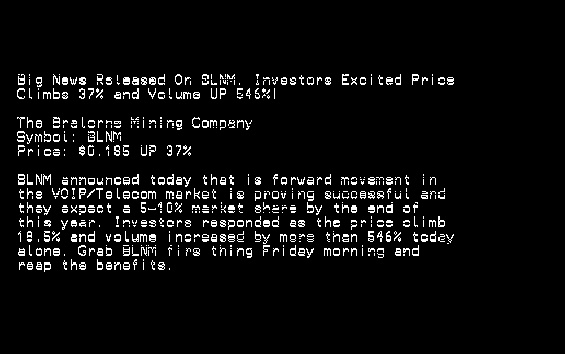 Big News Released On BLNM. Investors Excited Price
Climbs 37% and Volume UP 546%!
The Bralorne Mining Company
Symbol: BLNM
Price: $0.185 UP 37%
BLNM announced today that is forward movement in
the VOIP/Telecom market is proving successful and
they expect a 5-10% market share by the end of
this year. Investors responded as the price climb
18.5% and volume increased by more than 546% today
alone. Grab BLNM firs thing Friday morning and
reap the benefits.